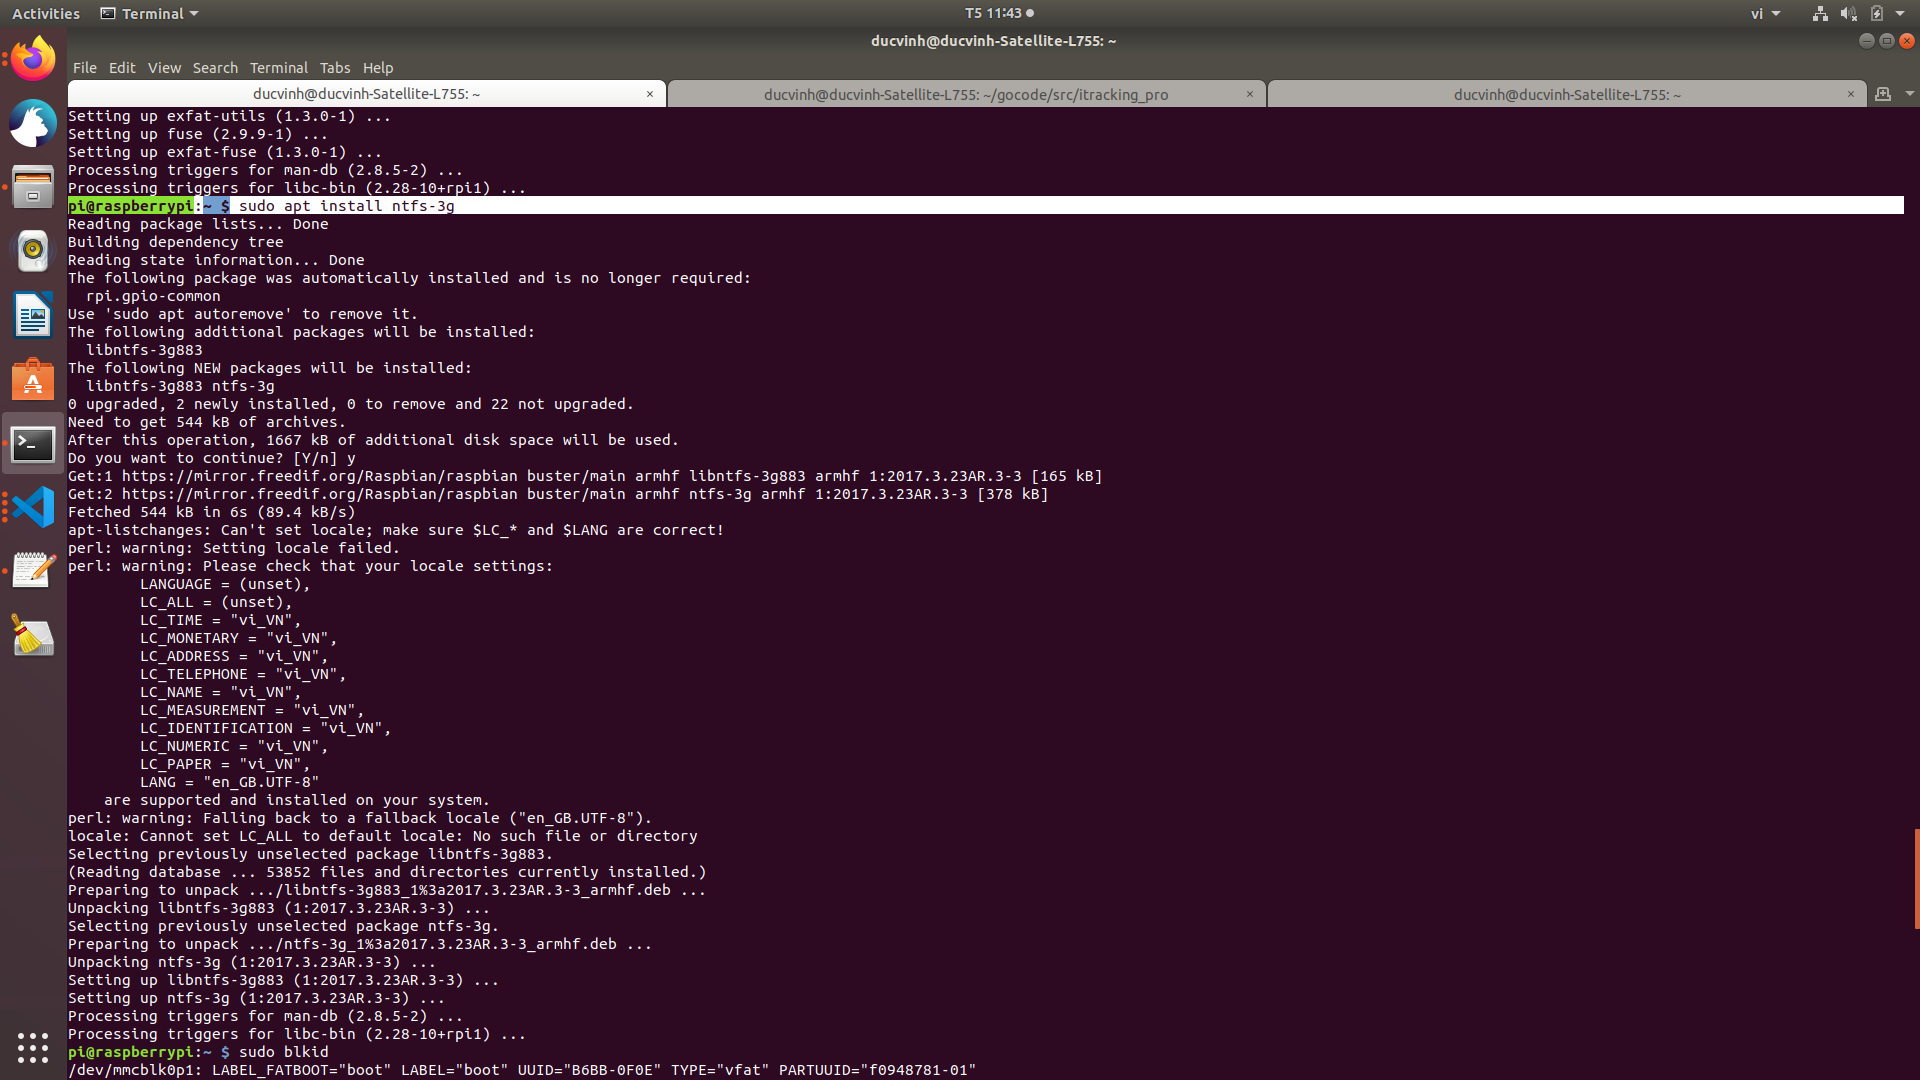 Activities Terminal T5 11:43 vi
ducvinh@ducvinh-Satellite-L755: ~
File Edit View Search Terminal Tabs Help
ducvinh@ducvinh-Satellite-L755: ~ × ducvinh@ducvinh-Satellite-L755: ~/gocode/src/itracking_pro × ducvinh@ducvinh-Satellite-L755: ~ ×
Setting up exfat-utils (1.3.0-1) ...
Setting up fuse (2.9.9-1) ...
Setting up exfat-fuse (1.3.0-1) ...
Processing triggers for man-db (2.8.5-2) ...
Processing triggers for libc-bin (2.28-10+rpi1) ...
pi@raspberrypi:~ $ sudo apt install ntfs-3g
Reading package lists... Done
Building dependency tree
Reading state information... Done
The following package was automatically installed and is no longer required:
  rpi.gpio-common
Use 'sudo apt autoremove' to remove it.
The following additional packages will be installed:
  libntfs-3g883
The following NEW packages will be installed:
  libntfs-3g883 ntfs-3g
0 upgraded, 2 newly installed, 0 to remove and 22 not upgraded.
Need to get 544 kB of archives.
After this operation, 1667 kB of additional disk space will be used.
Do you want to continue? [Y/n] y
Get:1 https://mirror.freedif.org/Raspbian/raspbian buster/main armhf libntfs-3g883 armhf 1:2017.3.23AR.3-3 [165 kB]
Get:2 https://mirror.freedif.org/Raspbian/raspbian buster/main armhf ntfs-3g armhf 1:2017.3.23AR.3-3 [378 kB]
Fetched 544 kB in 6s (89.4 kB/s)
apt-listchanges: Can't set locale; make sure $LC_* and $LANG are correct!
perl: warning: Setting locale failed.
perl: warning: Please check that your locale settings:
        LANGUAGE = (unset),
        LC_ALL = (unset),
        LC_TIME = "vi_VN",
        LC_MONETARY = "vi_VN",
        LC_ADDRESS = "vi_VN",
        LC_TELEPHONE = "vi_VN",
        LC_NAME = "vi_VN",
        LC_MEASUREMENT = "vi_VN",
        LC_IDENTIFICATION = "vi_VN",
        LC_NUMERIC = "vi_VN",
        LC_PAPER = "vi_VN",
        LANG = "en_GB.UTF-8"
    are supported and installed on your system.
perl: warning: Falling back to a fallback locale ("en_GB.UTF-8").
locale: Cannot set LC_ALL to default locale: No such file or directory
Selecting previously unselected package libntfs-3g883.
(Reading database ... 53852 files and directories currently installed.)
Preparing to unpack .../libntfs-3g883_1%3a2017.3.23AR.3-3_armhf.deb ...
Unpacking libntfs-3g883 (1:2017.3.23AR.3-3) ...
Selecting previously unselected package ntfs-3g.
Preparing to unpack .../ntfs-3g_1%3a2017.3.23AR.3-3_armhf.deb ...
Unpacking ntfs-3g (1:2017.3.23AR.3-3) ...
Setting up libntfs-3g883 (1:2017.3.23AR.3-3) ...
Setting up ntfs-3g (1:2017.3.23AR.3-3) ...
Processing triggers for man-db (2.8.5-2) ...
Processing triggers for libc-bin (2.28-10+rpi1) ...
pi@raspberrypi:~ $ sudo blkid
/dev/mmcblk0p1: LABEL_FATBOOT="boot" LABEL="boot" UUID="B6BB-0F0E" TYPE="vfat" PARTUUID="f0948781-01"